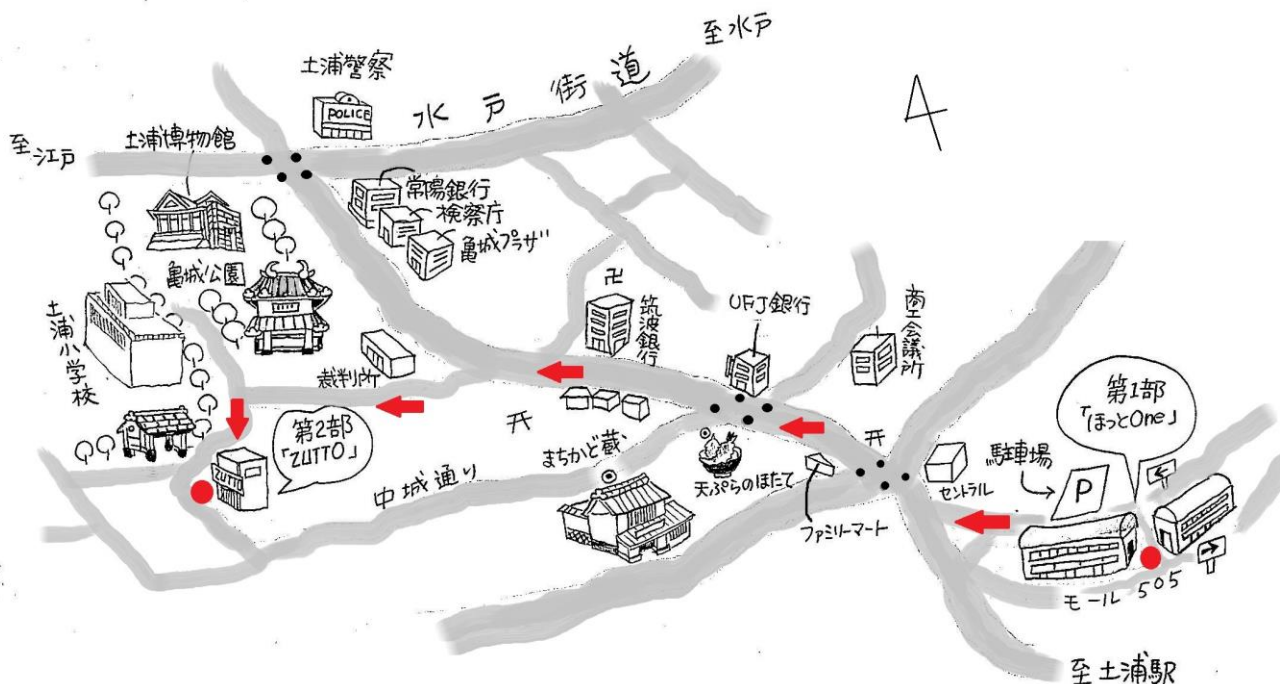 至水戸
土浦警察
POLICE
水戸街道
至江戸
土浦博物館
常陽銀行
検察庁
亀城プラザ
亀城公園
土浦小学校
裁判所
卍
筑波銀行
UFJ銀行
商工会議所
第2部
「ZUTTO」
ZUTTO
まちかど蔵
中城通り
天ぷらのほたて
ファミリーマート
セントラル
駐車場
P
第1部
「ほっとOne」
モール505
至土浦駅